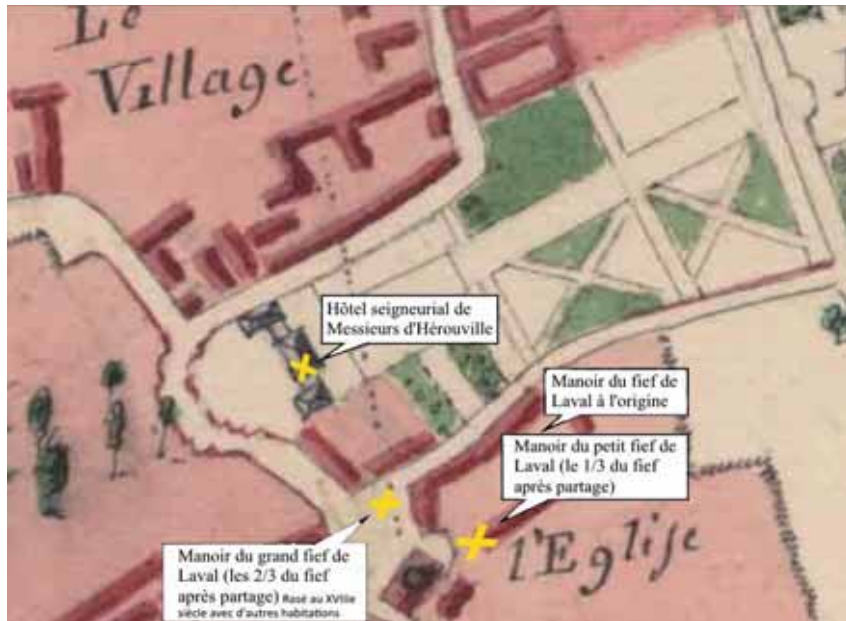 Le
Village
Hôtel seigneurial de
Messieurs d'Hérouville
Manoir du fief de
Laval à l'origine
Manoir du petit fief de
Laval (le 1/3 du fief
après partage)
l'Eglise
Manoir du grand fief de
Laval (les 2/3 du fief
après partage) Rasé au XVIIIe
siècle avec d'autres habitations